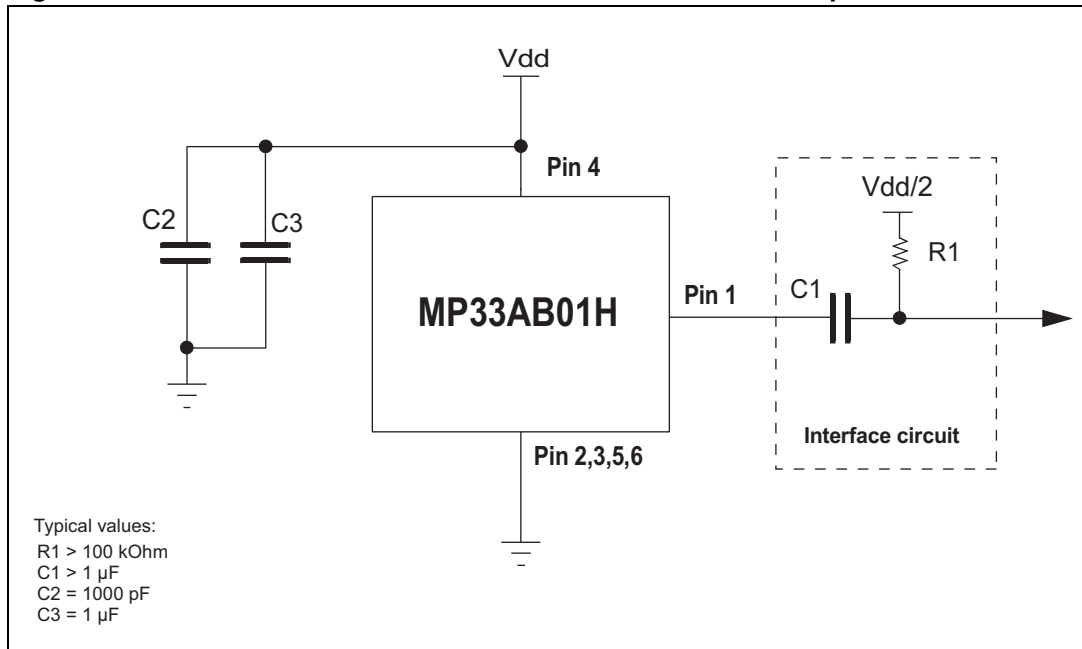 Vdd
Pin 4
C2
C3
Vdd/2
R1
C1
Pin 1
MP33AB01H
Interface circuit
Pin 2,3,5,6
Typical values:
R1 > 100 kOhm
C1 > 1 µF
C2 = 1000 pF
C3 = 1 µF